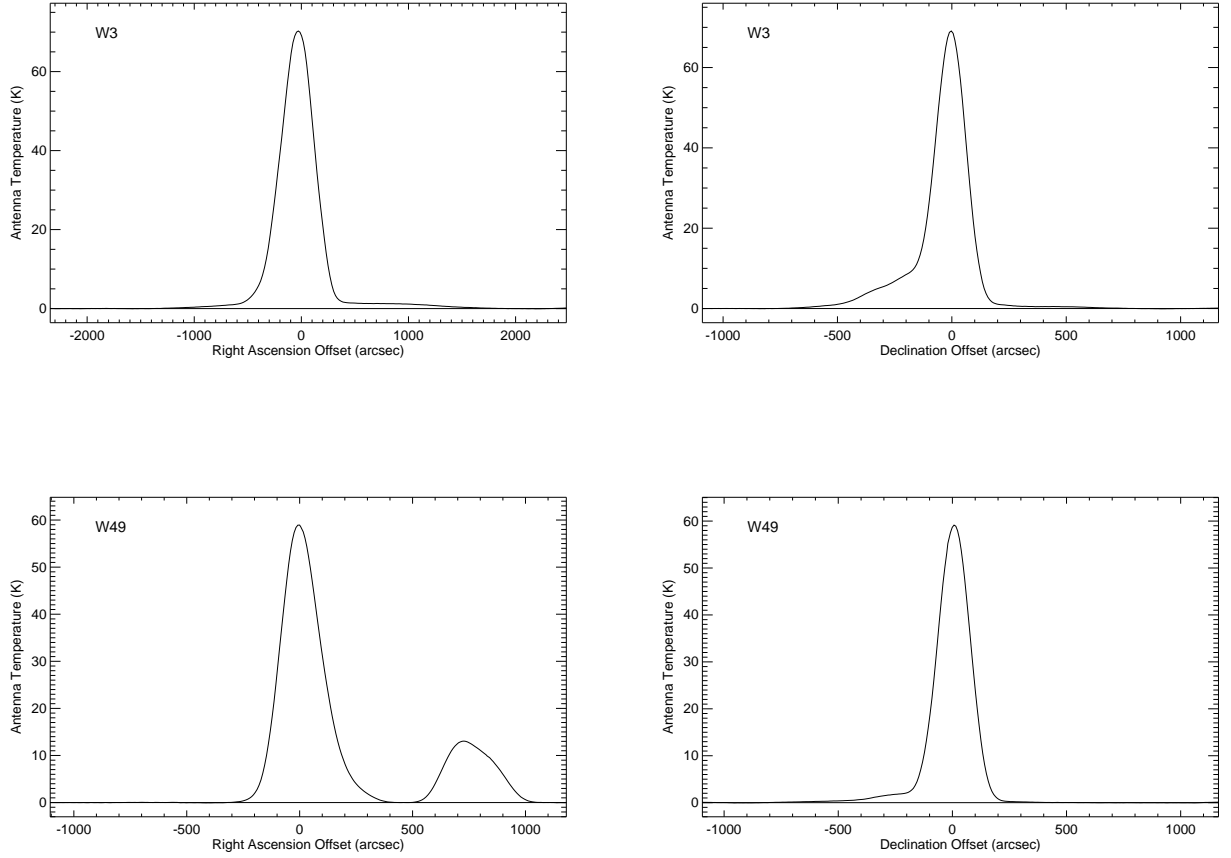 W3
Antenna Temperature (K)
60
40
20
0
-2000 -1000 0 1000 2000
Right Ascension Offset (arcsec)
W3
Antenna Temperature (K)
60
40
20
0
-1000 -500 0 500 1000
Declination Offset (arcsec)
W49
Antenna Temperature (K)
60
50
40
30
20
10
0
-1000 -500 0 500 1000
Right Ascension Offset (arcsec)
W49
Antenna Temperature (K)
60
50
40
30
20
10
0
-1000 -500 0 500 1000
Declination Offset (arcsec)